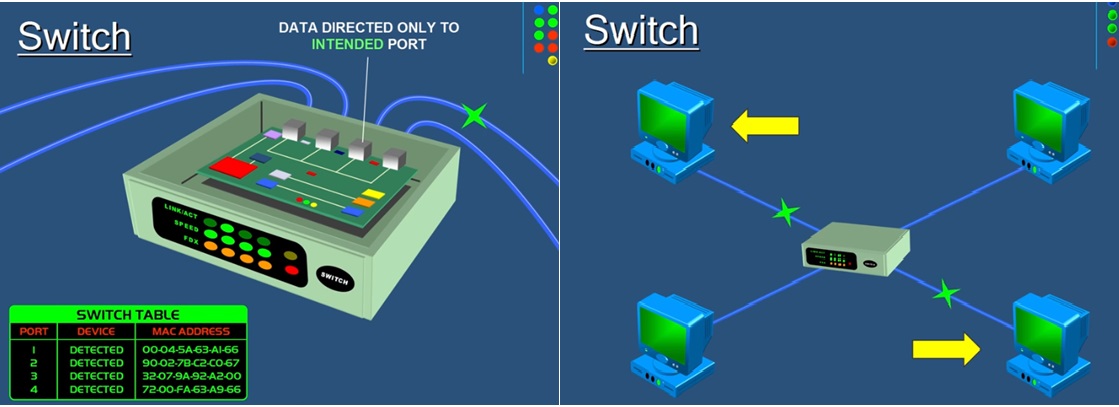 Switch
DATA DIRECTED ONLY TO
INTENDED PORT
LINK/ACT
SPEED
FDX
SWITCH
SWITCH TABLE
PORT DEVICE MAC ADDRESS
1 DETECTED 00-04-5A-63-A1-66
2 DETECTED 90-02-7B-C2-C0-67
3 DETECTED 32-07-9A-92-A2-00
4 DETECTED 72-00-FA-63-A9-66
Switch